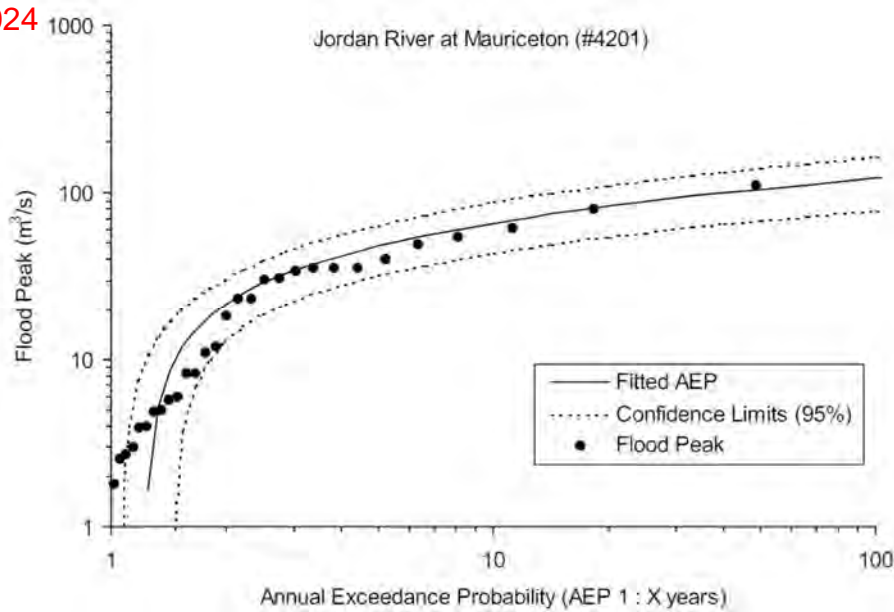 024
Jordan River at Mauriceton (#4201)
1000
100
10
1
Flood Peak (m³/s)
Fitted AEP
Confidence Limits (95%)
Flood Peak
1
10
100
Annual Exceedance Probability (AEP 1 : X years)